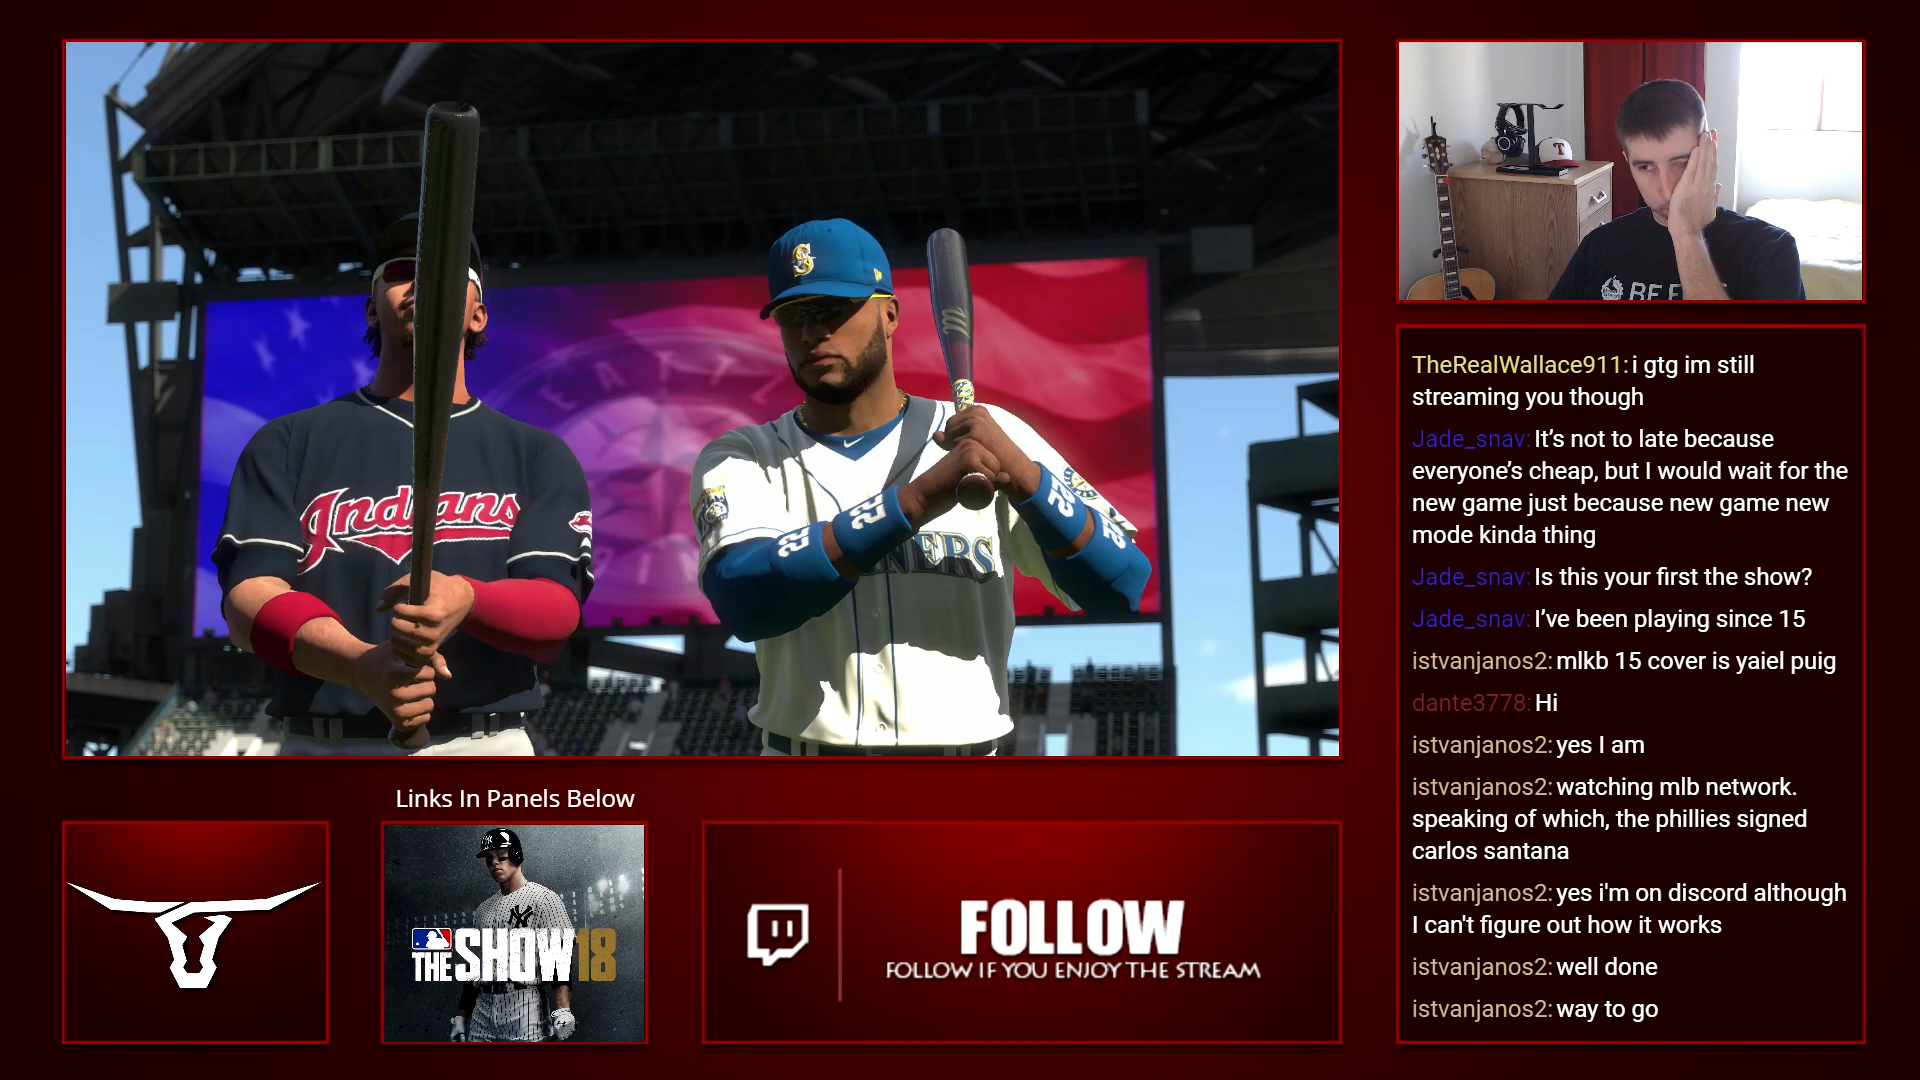 Indians
S
22
22
22
22
NERS
SEATTLE
T
BEE
TheRealWallace911: i gtg im still
streaming you though
Jade_snav: It’s not to late because
everyone’s cheap, but I would wait for the
new game just because new game new
mode kinda thing
Jade_snav: Is this your first the show?
Jade_snav: I’ve been playing since 15
istvanjanos2: mlkb 15 cover is yaiel puig
dante3778: Hi
istvanjanos2: yes I am
istvanjanos2: watching mlb network.
speaking of which, the phillies signed
carlos santana
istvanjanos2: yes i'm on discord although
I can't figure out how it works
istvanjanos2: well done
istvanjanos2: way to go
Links In Panels Below
THE SHOW 18
FOLLOW
FOLLOW IF YOU ENJOY THE STREAM